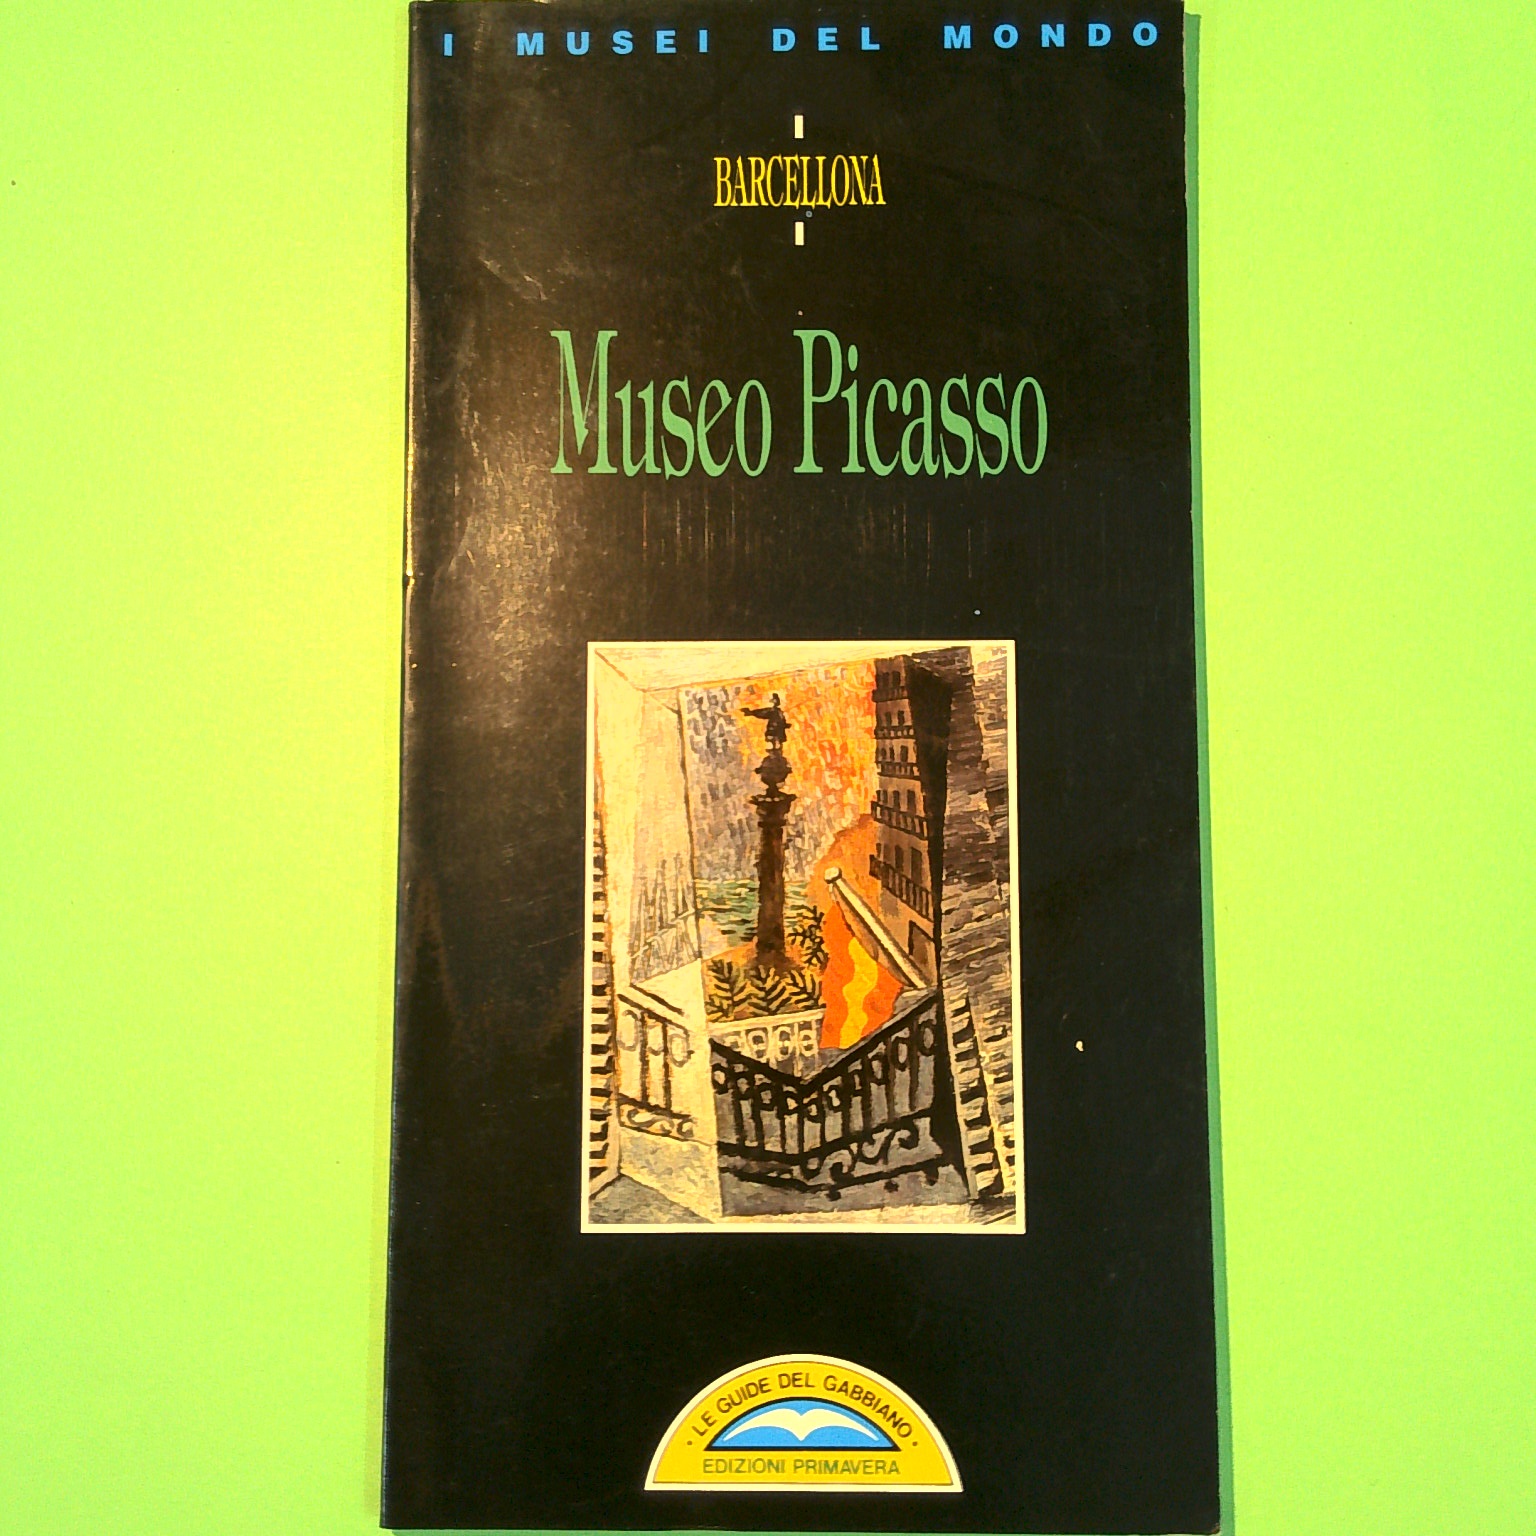 I MUSEI DEL MONDO
BARCELLONA
Museo Picasso
• LE GUIDE DEL GABBIANO •
EDIZIONI PRIMAVERA